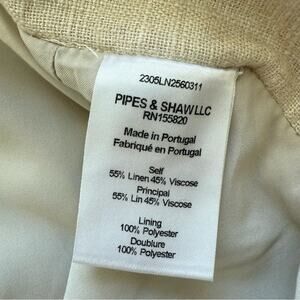 2305LN2560311
PIPES & SHAW LLC
RN155820
Made in Portugal
Fabriqué en Portugal
Self
55% Linen 45% Viscose
Principal
55% Lin 45% Viscose
Lining
100% Polyester
Doublure
100% Polyester